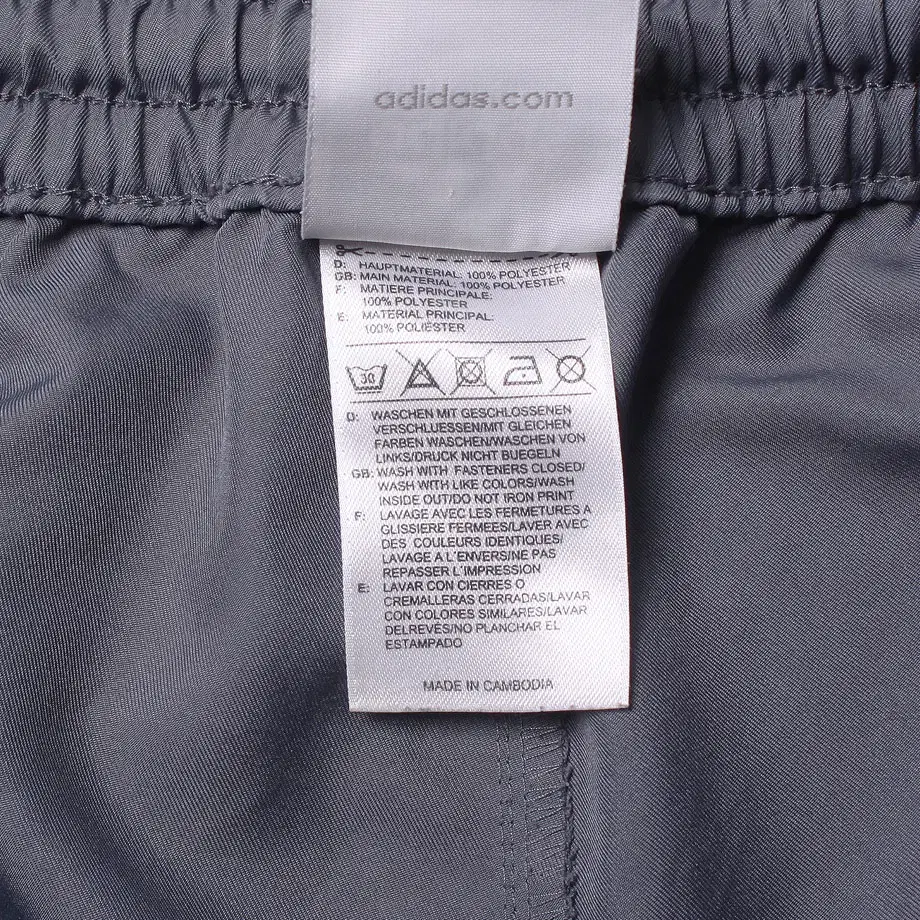 adidas.com
D: HAUPTMATERIAL: 100% POLYESTER
GB: MAIN MATERIAL: 100% POLYESTER
F: MATIERE PRINCIPALE:
100% POLYESTER
E: MATERIAL PRINCIPAL:
100% POLIÉSTER
30
D: WASCHEN MIT GESCHLOSSENEN
VERSCHLUESSEN/MIT GLEICHEN
FARBEN WASCHEN/WASCHEN VON
LINKS/DRUCK NICHT BUEGELN
GB: WASH WITH FASTENERS CLOSED/
WASH WITH LIKE COLORS/WASH
INSIDE OUT/DO NOT IRON PRINT
F: LAVAGE AVEC LES FERMETURES A
GLISSIERE FERMEES/LAVER AVEC
DES COULEURS IDENTIQUES/
LAVAGE A L'ENVERS/NE PAS
REPASSER L'IMPRESSION
E: LAVAR CON CIERRES O
CREMALLERAS CERRADAS/LAVAR
CON COLORES SIMILARES/LAVAR
DELREVÉS/NO PLANCHAR EL
ESTAMPADO
MADE IN CAMBODIA